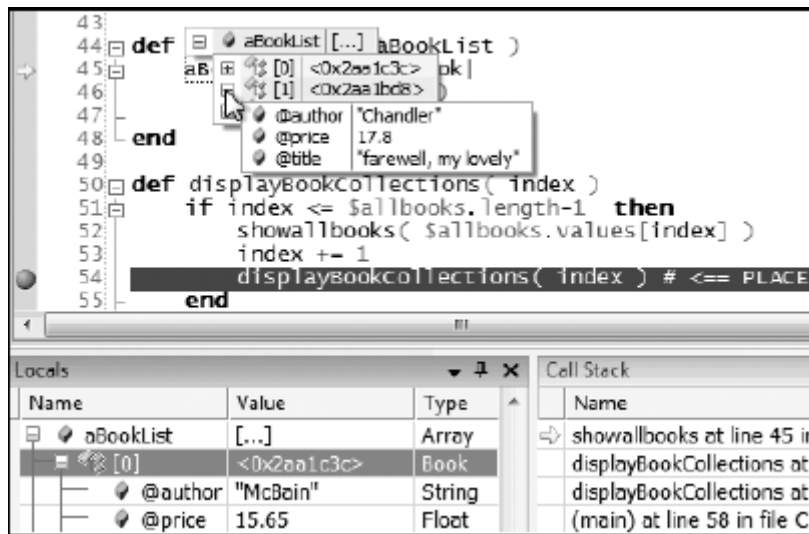 43
44 def aBookList [...] aBookList )
45 aB [0] <0x2aa1c3c> ok|
46 [1] <0x2aa1bd8> )
47 @author "Chandler"
48 end @price 17.8
49 @title "farewell, my lovely"
50 def displayBookCollections( index )
51 if index <= $allbooks.length-1 then
52 showallbooks( $allbooks.values[index] )
53 index += 1
54 displayBookCollections( index ) # <== PLACE
55 end
Locals
Name Value Type
aBookList [...] Array
[0] <0x2aa1c3c> Book
@author "McBain" String
@price 15.65 Float
Call Stack
Name
showallbooks at line 45 i
displayBookCollections at
displayBookCollections at
(main) at line 58 in file C